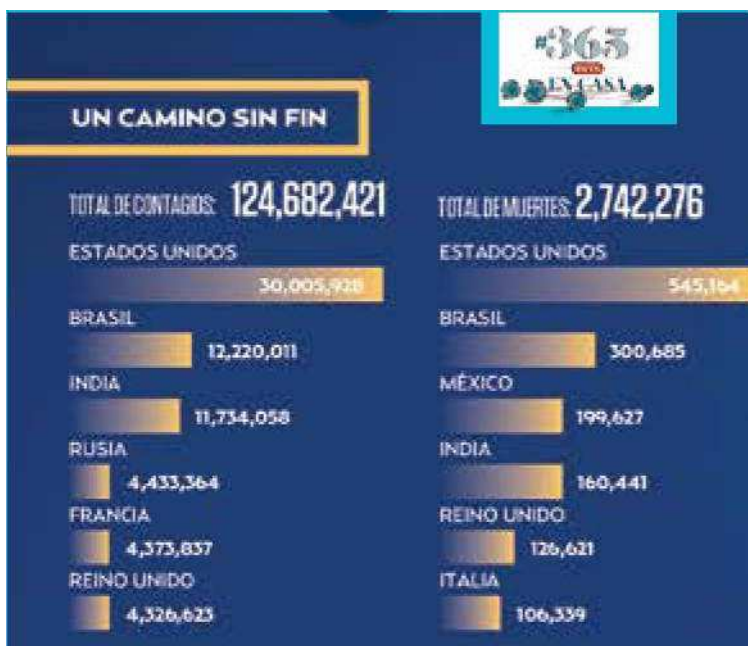 #365
EN CASA
UN CAMINO SIN FIN
TOTAL DE CONTAGIOS: 124,682,421
ESTADOS UNIDOS
30,005,928
BRASIL
12,220,011
INDIA
11,734,058
RUSIA
4,433,364
FRANCIA
4,373,837
REINO UNIDO
4,326,623
TOTAL DE MUERTES: 2,742,276
ESTADOS UNIDOS
545,164
BRASIL
300,685
MÉXICO
199,627
INDIA
160,441
REINO UNIDO
126,621
ITALIA
106,339